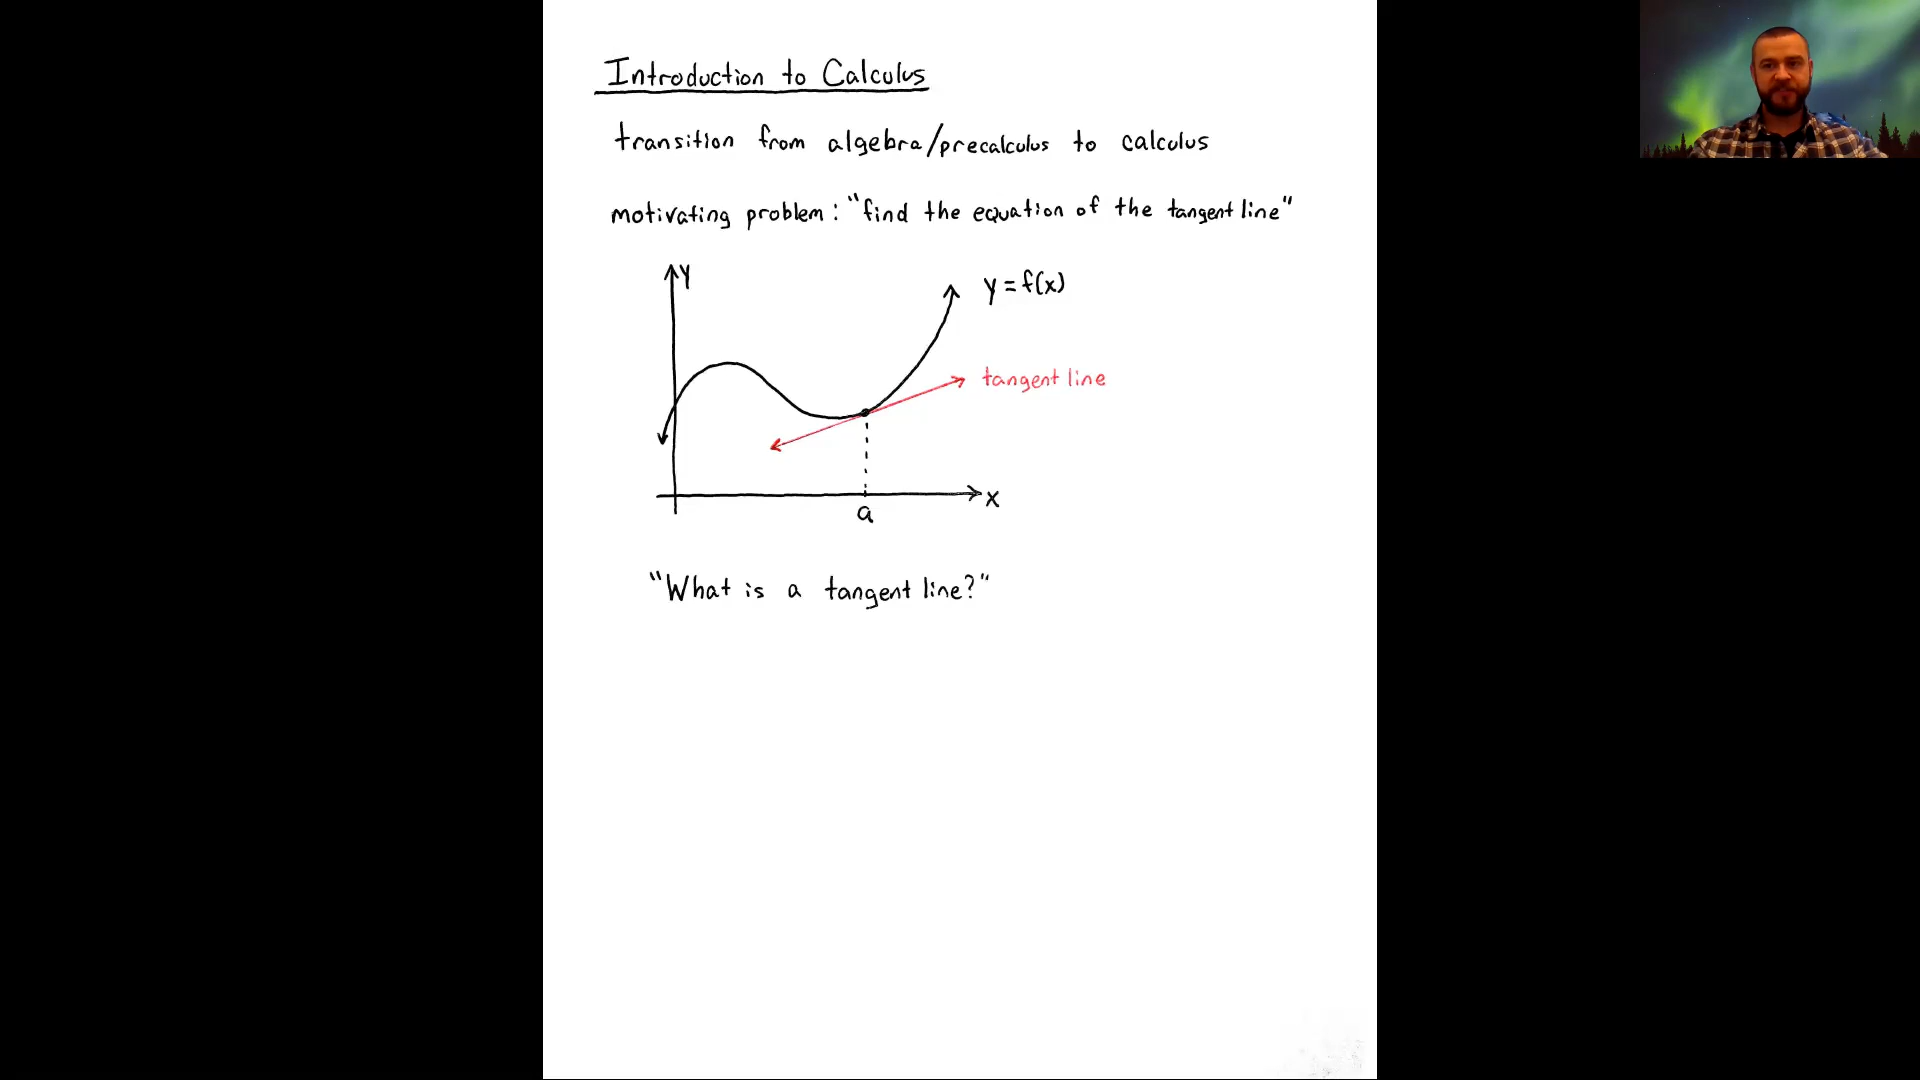 Introduction to Calculus
transition from algebra/precalculus to calculus
motivating problem: "find the equation of the tangent line"
y
y = f(x)
tangent line
x
a
"What is a tangent line?"